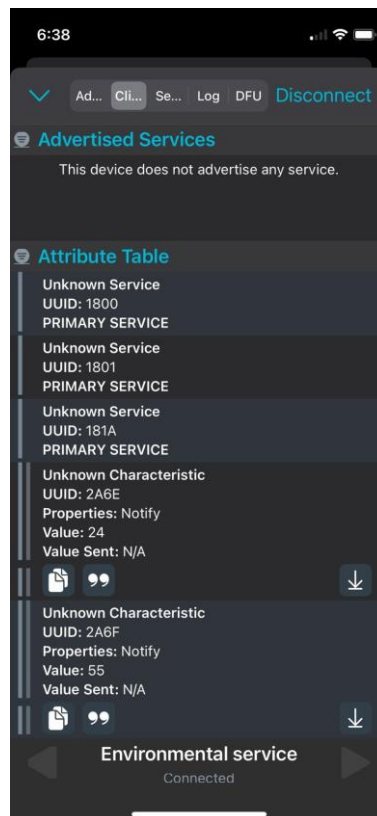 6:38
Ad... Cli... Se... Log DFU Disconnect
Advertised Services
This device does not advertise any service.
Attribute Table
Unknown Service
UUID: 1800
PRIMARY SERVICE
Unknown Service
UUID: 1801
PRIMARY SERVICE
Unknown Service
UUID: 181A
PRIMARY SERVICE
Unknown Characteristic
UUID: 2A6E
Properties: Notify
Value: 24
Value Sent: N/A
Unknown Characteristic
UUID: 2A6F
Properties: Notify
Value: 55
Value Sent: N/A
Environmental service
Connected